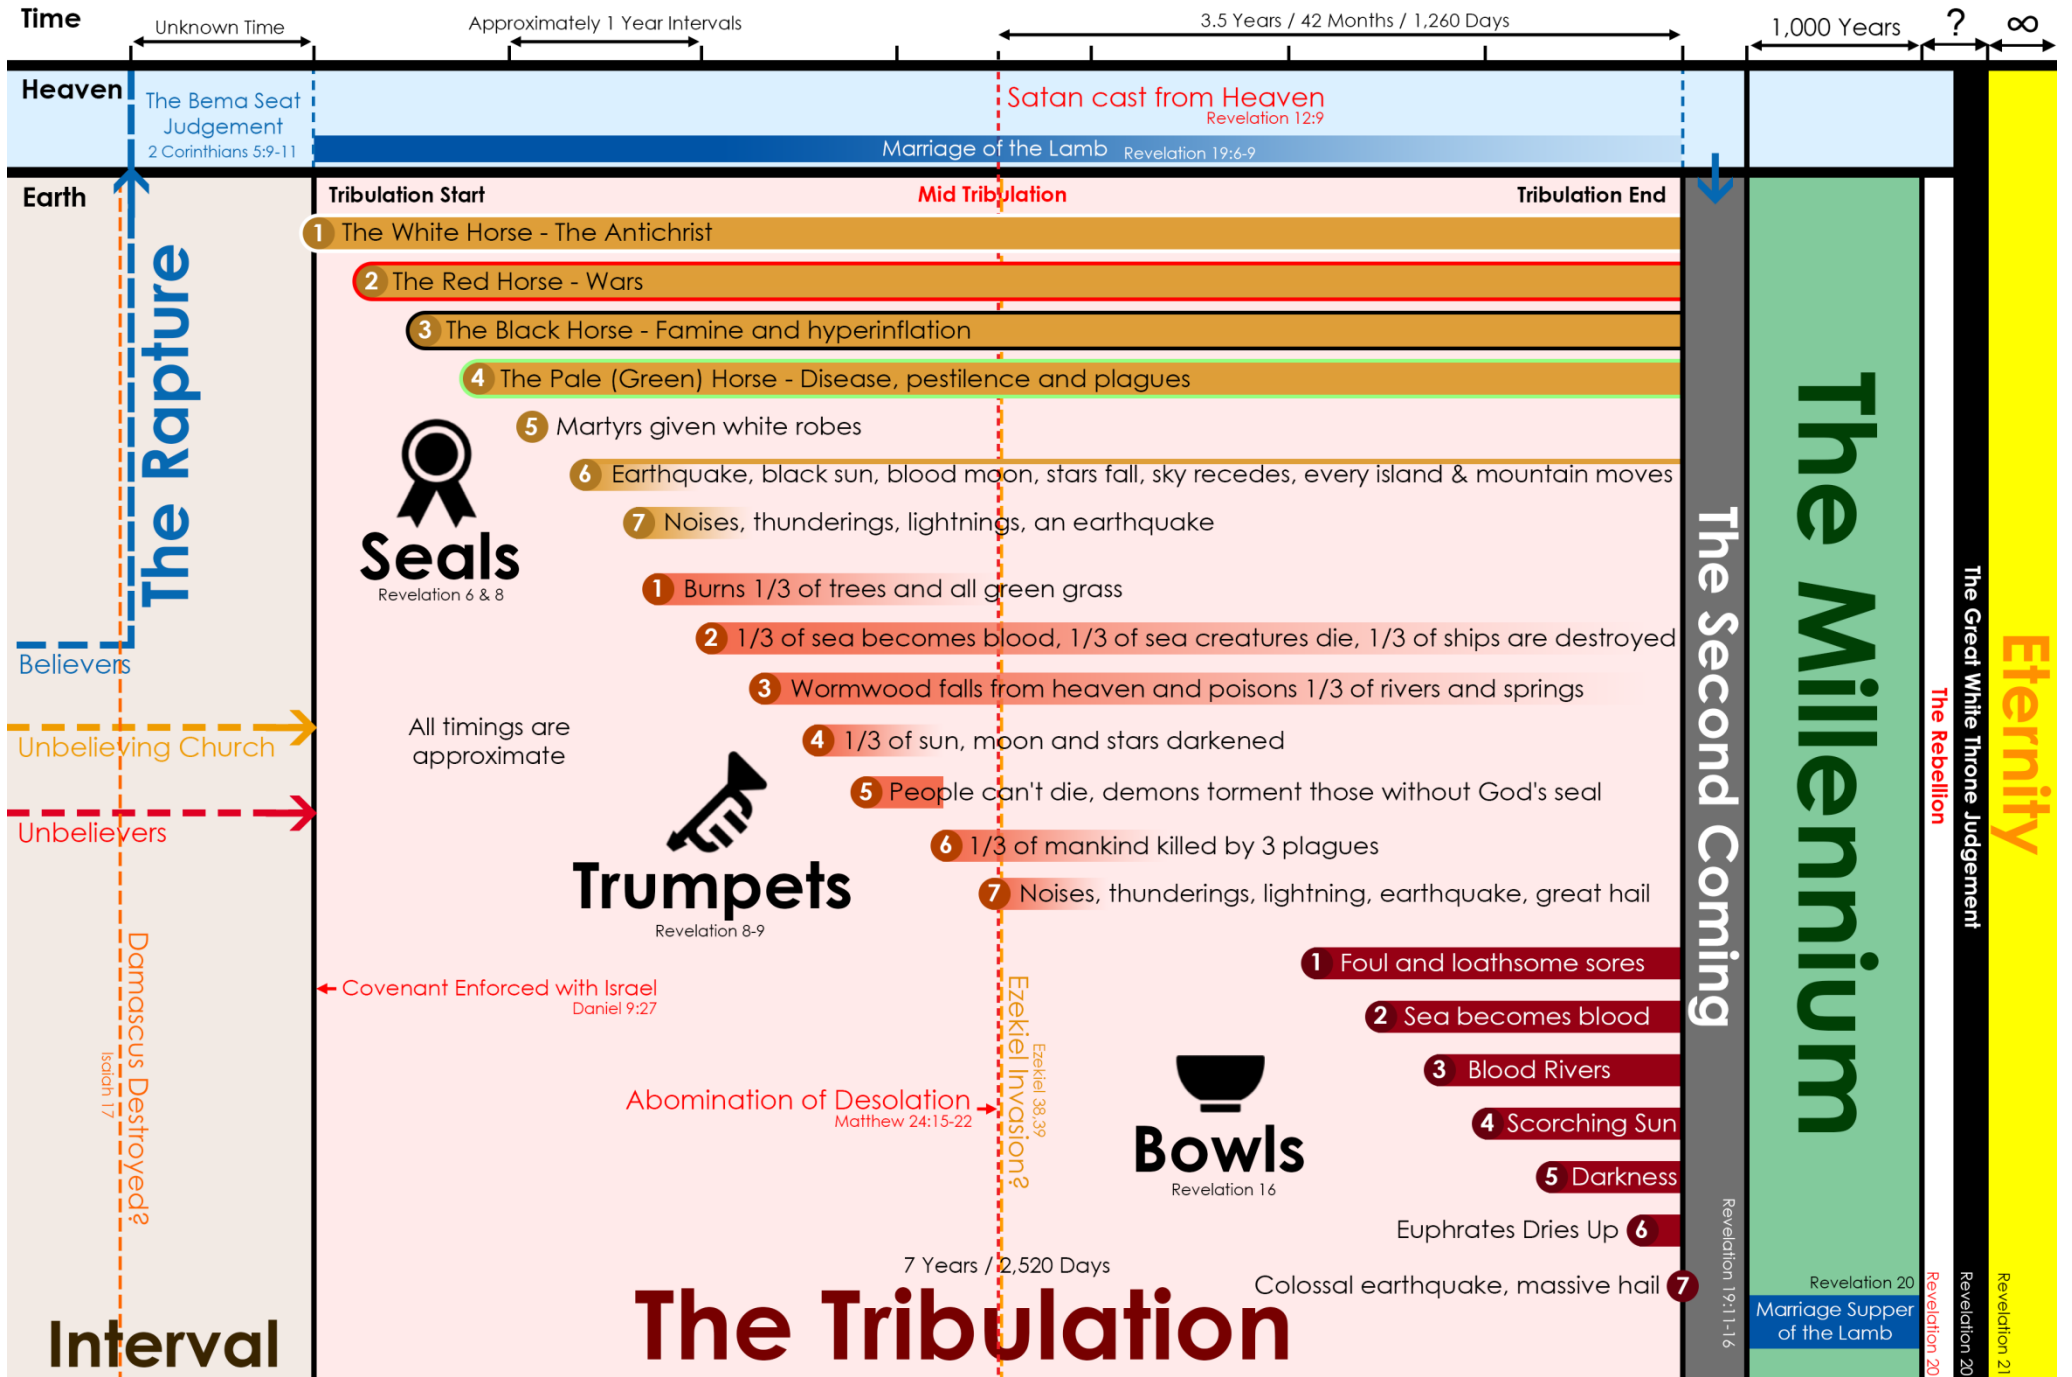 Time
Unknown Time
Approximately 1 Year Intervals
3.5 Years / 42 Months / 1,260 Days
1,000 Years
?
∞
Heaven
The Bema Seat
Judgement
2 Corinthians 5:9-11
Satan cast from Heaven
Revelation 12:9
Marriage of the Lamb Revelation 19:6-9
Earth
Tribulation Start
Mid Tribulation
Tribulation End
1 The White Horse - The Antichrist
2 The Red Horse - Wars
3 The Black Horse - Famine and hyperinflation
4 The Pale (Green) Horse - Disease, pestilence and plagues
5 Martyrs given white robes
6 Earthquake, black sun, blood moon, stars fall, sky recedes, every island & mountain moves
7 Noises, thunderings, lightnings, an earthquake
Seals
Revelation 6 & 8
The Rapture
Believers
Unbelieving Church
Unbelievers
1 Burns 1/3 of trees and all green grass
2 1/3 of sea becomes blood, 1/3 of sea creatures die, 1/3 of ships are destroyed
3 Wormwood falls from heaven and poisons 1/3 of rivers and springs
4 1/3 of sun, moon and stars darkened
5 People can't die, demons torment those without God's seal
6 1/3 of mankind killed by 3 plagues
7 Noises, thunderings, lightning, earthquake, great hail
All timings are
approximate
Trumpets
Revelation 8-9
Damascus Destroyed?
Isaiah 17
Covenant Enforced with Israel
Daniel 9:27
Abomination of Desolation
Matthew 24:15-22
Ezekiel Invasion?
Ezekiel 38,39
1 Foul and loathsome sores
2 Sea becomes blood
3 Blood Rivers
4 Scorching Sun
5 Darkness
Euphrates Dries Up 6
Colossal earthquake, massive hail 7
Bowls
Revelation 16
7 Years / 2,520 Days
The Tribulation
Interval
The Second Coming
Revelation 19:11-16
The Millennium
Revelation 20
Marriage Supper
of the Lamb
The Rebellion
Revelation 20
The Great White Throne Judgement
Revelation 20
Eternity
Revelation 21